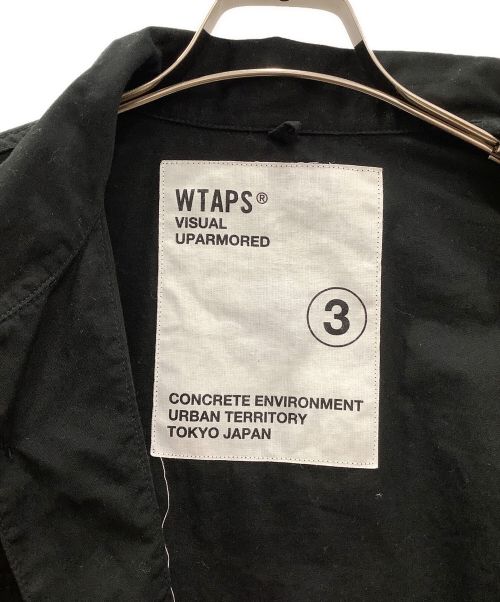 WTAPS®
VISUAL
UPARMORED
3
CONCRETE ENVIRONMENT
URBAN TERRITORY
TOKYO JAPAN